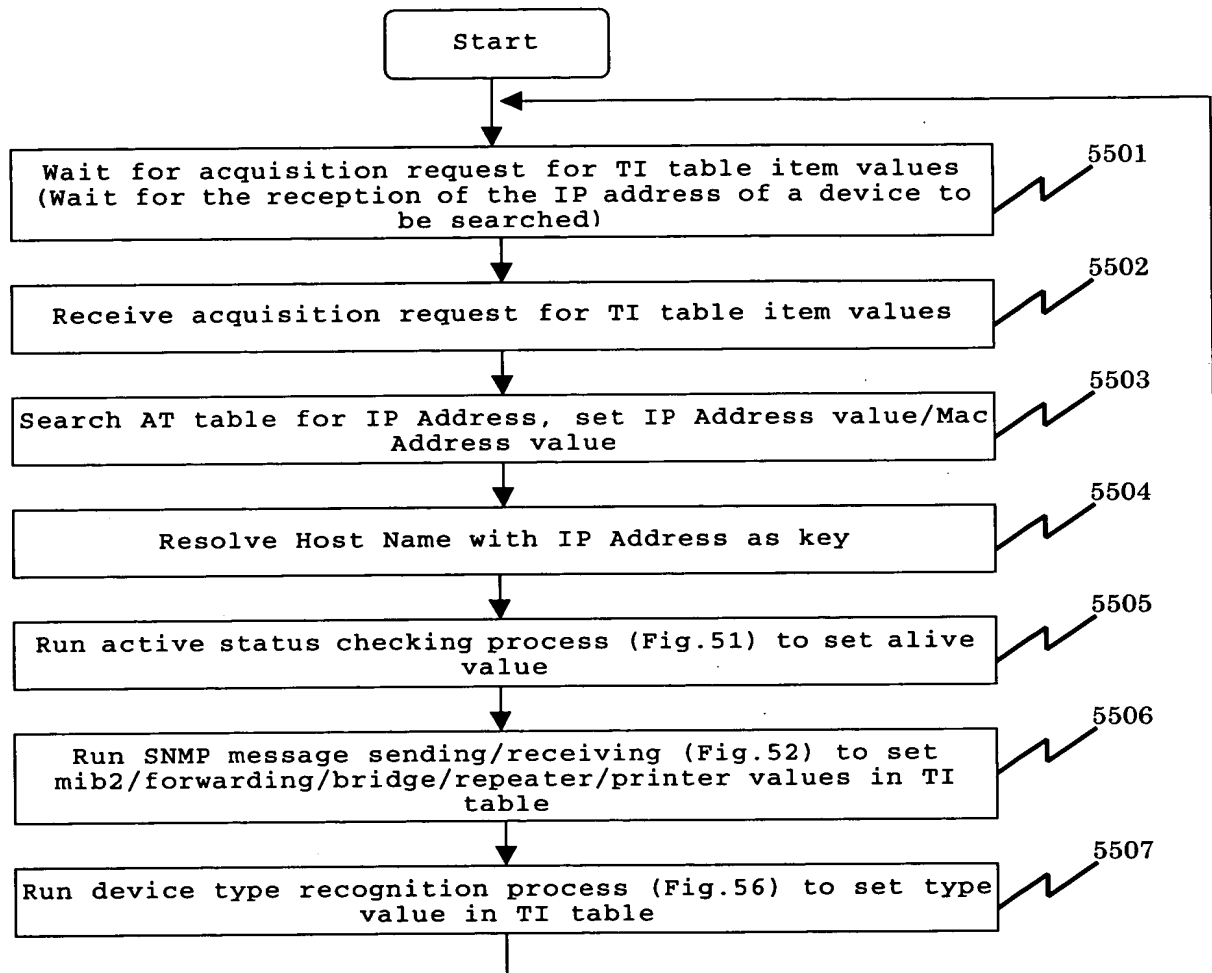 Start
Wait for acquisition request for TI table item values
(Wait for the reception of the IP address of a device to
be searched)
5501
Receive acquisition request for TI table item values
5502
Search AT table for IP Address, set IP Address value/Mac
Address value
5503
Resolve Host Name with IP Address as key
5504
Run active status checking process (Fig.51) to set alive
value
5505
Run SNMP message sending/receiving (Fig.52) to set
mib2/forwarding/bridge/repeater/printer values in TI
table
5506
Run device type recognition process (Fig.56) to set type
value in TI table
5507